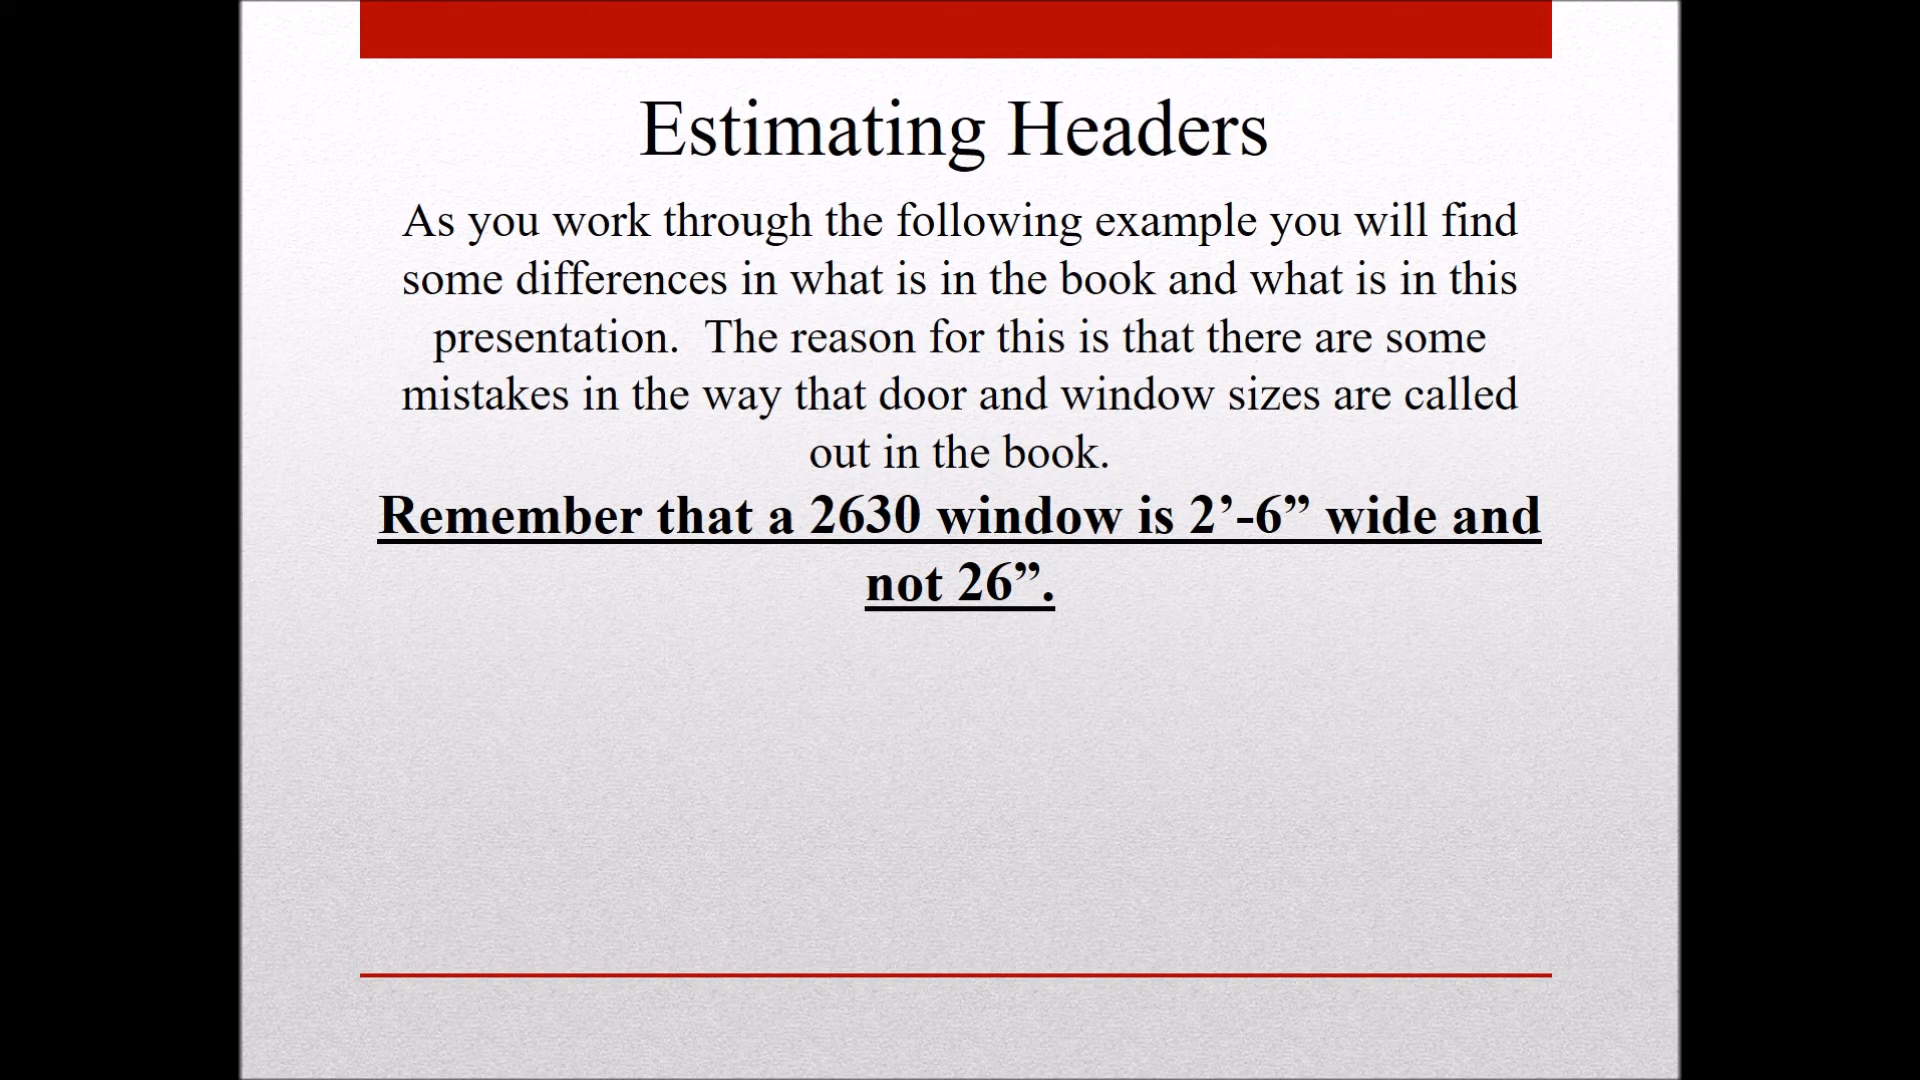 Estimating Headers
As you work through the following example you will find
some differences in what is in the book and what is in this
presentation.  The reason for this is that there are some
mistakes in the way that door and window sizes are called
out in the book.
Remember that a 2630 window is 2’-6” wide and
not 26”.